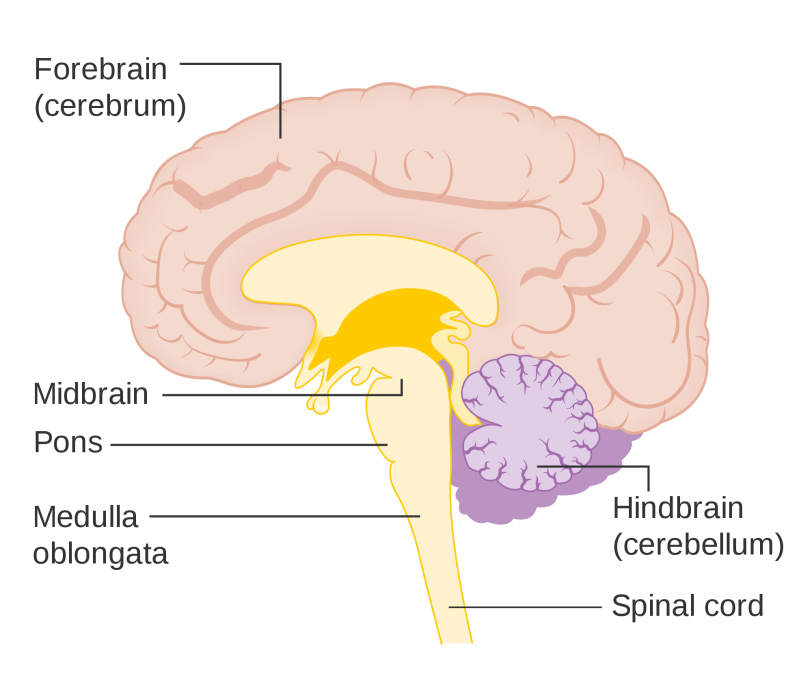 Forebrain
(cerebrum)
Midbrain
Pons
Medulla
oblongata
Hindbrain
(cerebellum)
Spinal cord